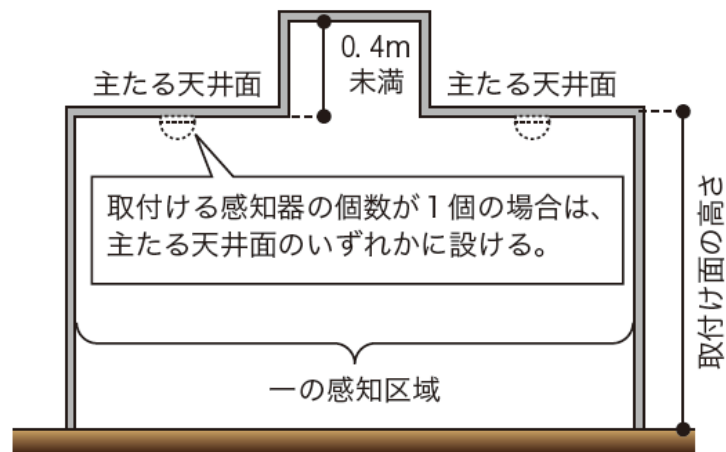 0.4m
未満
主たる天井面
主たる天井面
取付ける感知器の個数が1個の場合は、
主たる天井面のいずれかに設ける。
取付け面の高さ
一の感知区域